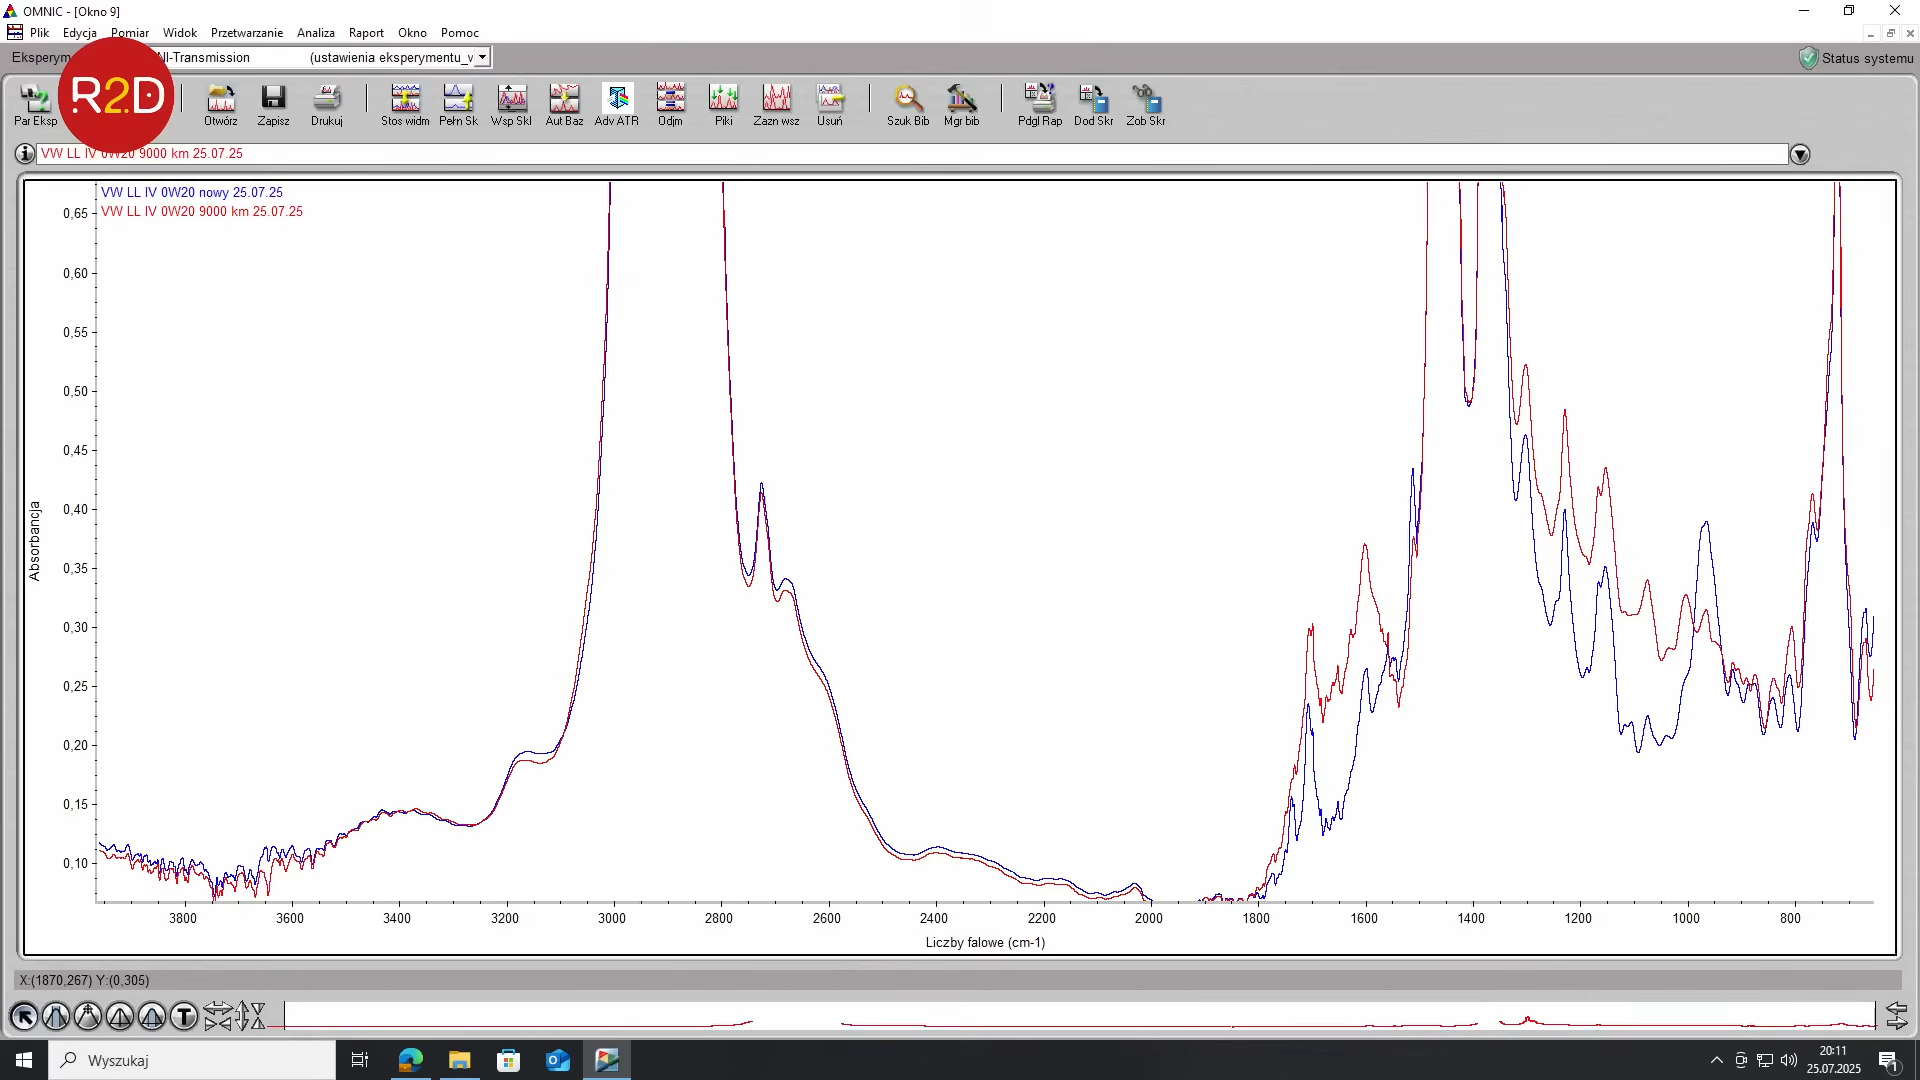 OMNIC - [Okno 9]
Plik Edycja Pomiar Widok Przetwarzanie Analiza Raport Okno Pomoc
Eksperym
NI-Transmission (ustawienia eksperymentu_v
Status systemu
R2D
Par Eksp Otwórz Zapisz Drukuj Stos widm Pełn Sk Wsp Skl Aut Baz Adv ATR Odjm Piki Zazn wsz Usuń Szuk Bib Mgr bib Pdgl Rap Dod Skr Zob Skr
VW LL IV 0W20 9000 km 25.07.25
VW LL IV 0W20 nowy 25.07.25
VW LL IV 0W20 9000 km 25.07.25
0,65
0,60
0,55
0,50
0,45
0,40
0,35
0,30
0,25
0,20
0,15
0,10
Absorbancja
3800 3600 3400 3200 3000 2800 2600 2400 2200 2000 1800 1600 1400 1200 1000 800
Liczby falowe (cm-1)
X:(1870,267) Y:(0,305)
T
Wyszukaj
20:11
25.07.2025
1